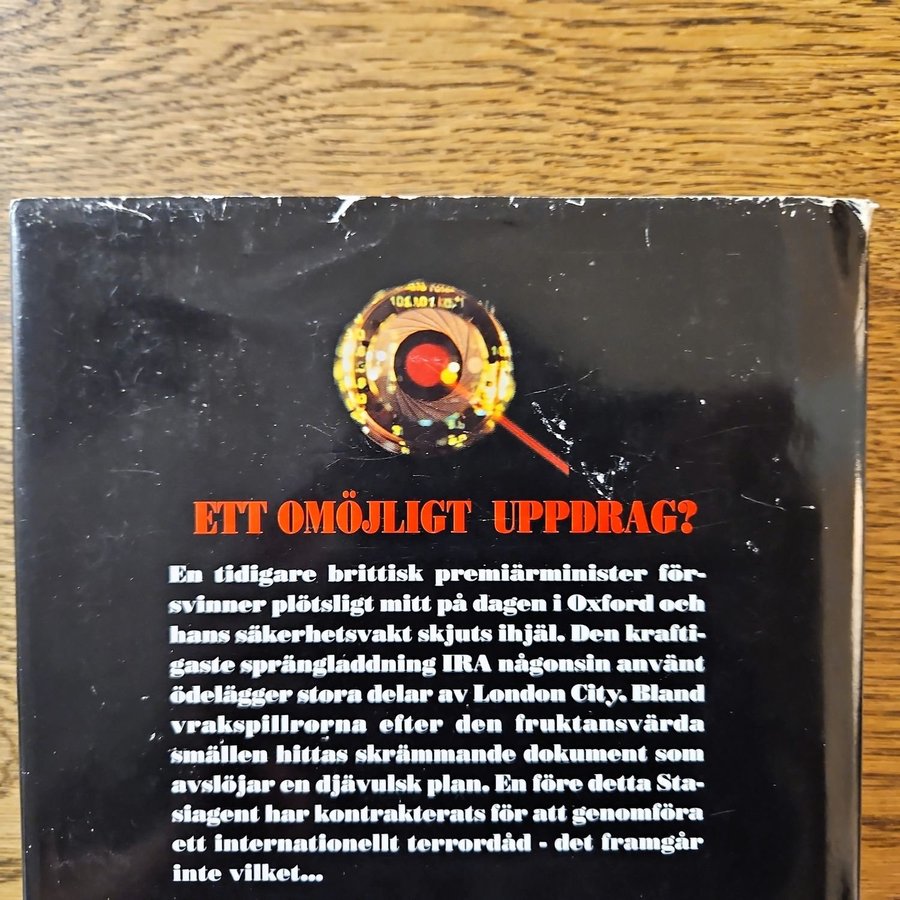 ETT OMÖJLIGT UPPDRAG?
En tidigare brittisk premiärminister för-
svinner plötsligt mitt på dagen i Oxford och
hans säkerhetsvakt skjuts ihjäl. Den krafti-
gaste sprängladdning IRA någonsin använt
ödelägger stora delar av London City. Bland
vrakspillrorna efter den fruktansvärda
smällen hittas skrämmande dokument som
avslöjar en djävulsk plan. En före detta Sta-
siagent har kontrakterats för att genomföra
ett internationellt terrordåd - det framgår
inte vilket...